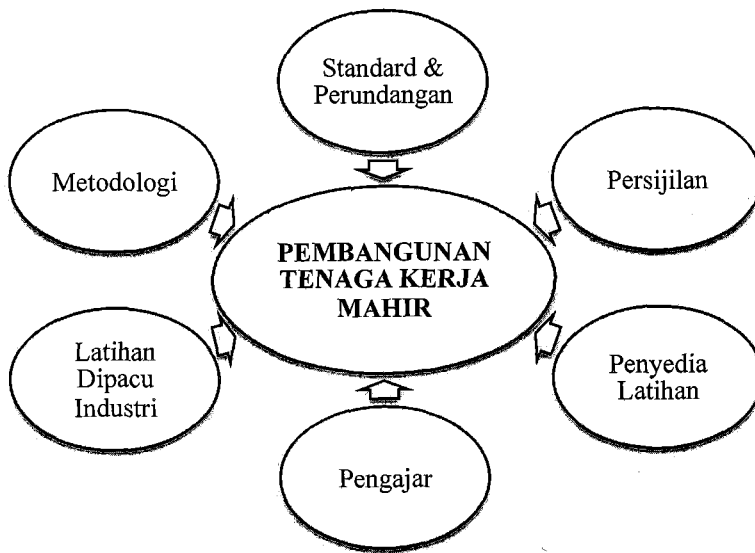 Standard &
Perundangan
Metodologi
Persijilan
PEMBANGUNAN
TENAGA KERJA
MAHIR
Latihan
Dipacu
Industri
Penyedia
Latihan
Pengajar